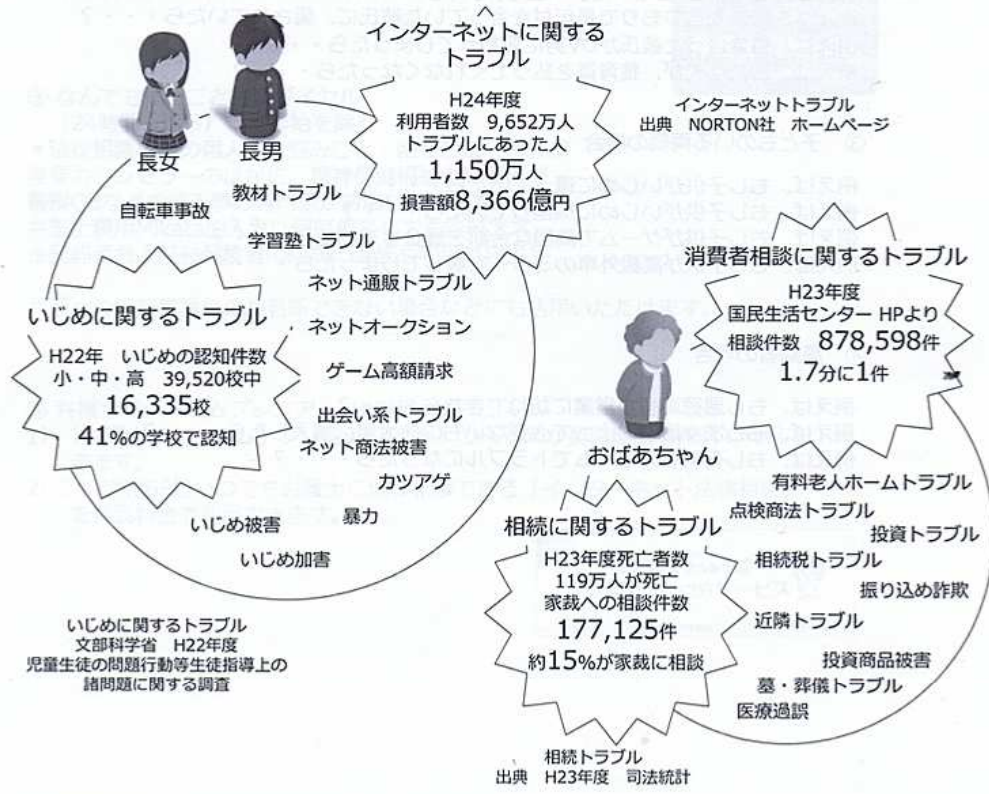 インターネットに関する
トラブル
H24年度
利用者数 9,652万人
トラブルにあった人
1,150万人
損害額8,366億円
インターネットトラブル
出典 NORTON社 ホームページ
長女
長男
自転車事故
教材トラブル
学習塾トラブル
ネット通販トラブル
ネットオークション
ゲーム高額請求
出会い系トラブル
ネット商法被害
カツアゲ
暴力
いじめ加害
いじめ被害
いじめに関するトラブル
H22年 いじめの認知件数
小・中・高 39,520校中
16,335校
41%の学校で認知
いじめに関するトラブル
文部科学省 H22年度
児童生徒の問題行動等生徒指導上の
諸問題に関する調査
消費者相談に関するトラブル
H23年度
国民生活センター HPより
相談件数 878,598件
1.7分に1件
おばあちゃん
有料老人ホームトラブル
点検商法トラブル
投資トラブル
相続税トラブル
振り込め詐欺
近隣トラブル
投資商品被害
墓・葬儀トラブル
医療過誤
相続に関するトラブル
H23年度死亡者数
119万人が死亡
家裁への相談件数
177,125件
約15%が家裁に相談
相続トラブル
出典 H23年度 司法統計